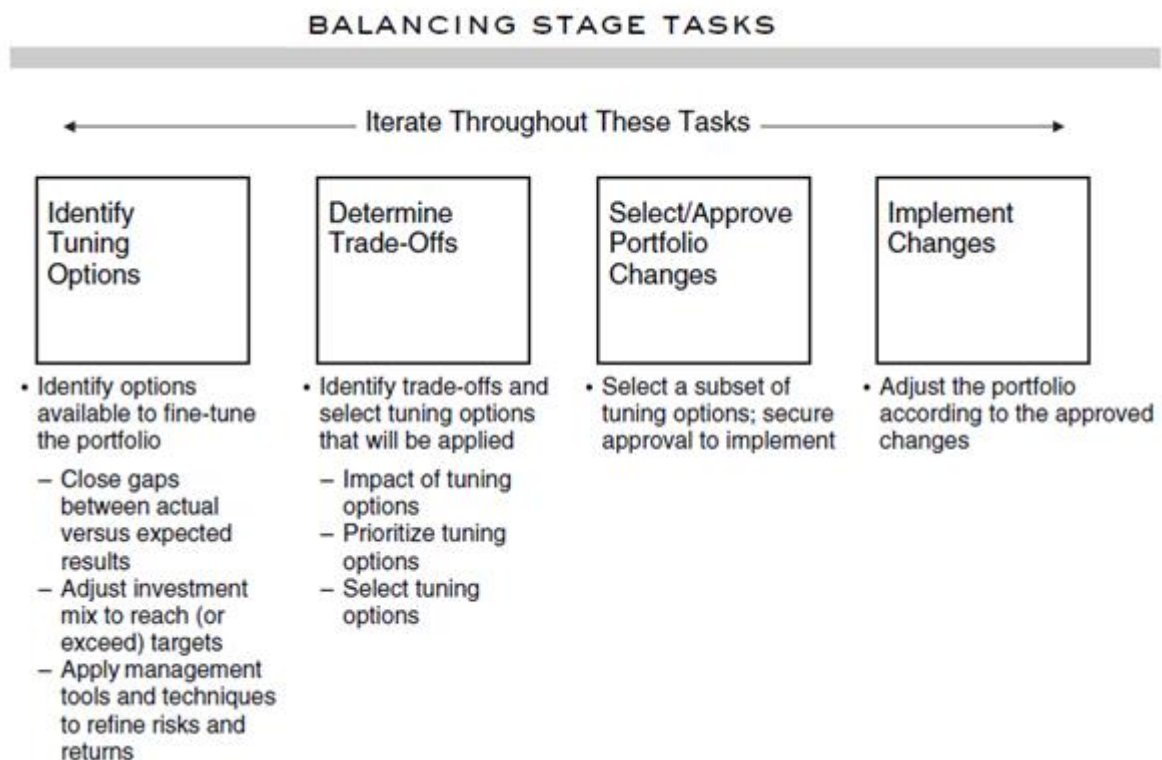 BALANCING STAGE TASKS
Iterate Throughout These Tasks
Identify
Tuning
Options
Determine
Trade-Offs
Select/Approve
Portfolio
Changes
Implement
Changes
• Identify options
available to fine-tune
the portfolio
– Close gaps
between actual
versus expected
results
– Adjust investment
mix to reach (or
exceed) targets
– Apply management
tools and techniques
to refine risks and
returns
• Identify trade-offs and
select tuning options
that will be applied
– Impact of tuning
options
– Prioritize tuning
options
– Select tuning
options
• Select a subset of
tuning options; secure
approval to implement
• Adjust the portfolio
according to the approved
changes